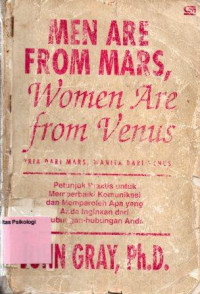 MEN ARE
FROM MARS,
Women Are
from Venus
PRIA DARI MARS, WANITA DARI VENUS
Petunjuk Praktis untuk
Memperbaiki Komunikasi
dan Memperoleh Apa yang
Anda Inginkan dari
Hubungan-hubungan Anda
tas Psikologi
JOHN GRAY, Ph.D.